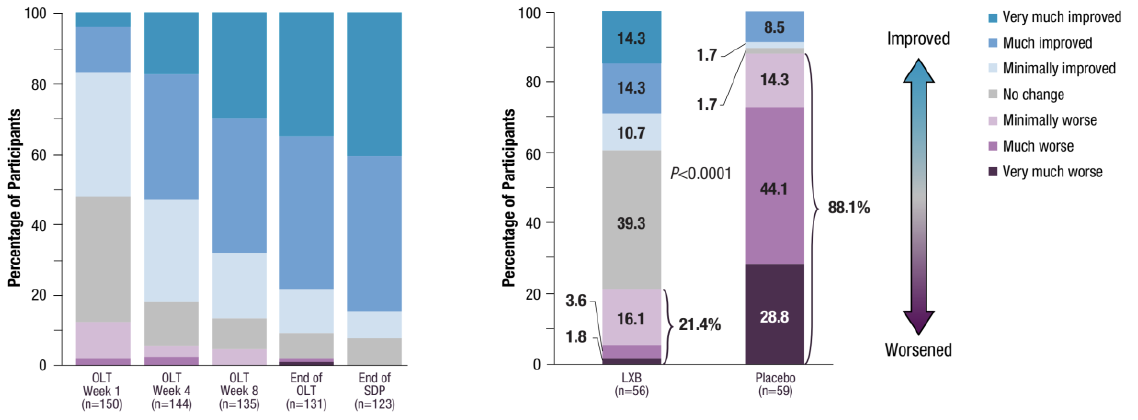 Percentage of Participants
100
80
60
40
20
0
OLT
Week 1
(n=150)
OLT
Week 4
(n=144)
OLT
Week 8
(n=135)
End of
OLT
(n=131)
End of
SDP
(n=123)
Percentage of Participants
100
80
60
40
20
0
14.3
14.3
10.7
39.3
16.1
3.6
1.8
21.4%
LXB
(n=56)
P<0.0001
8.5
1.7
1.7
14.3
44.1
28.8
88.1%
Placebo
(n=59)
Improved
Worsened
Very much improved
Much improved
Minimally improved
No change
Minimally worse
Much worse
Very much worse